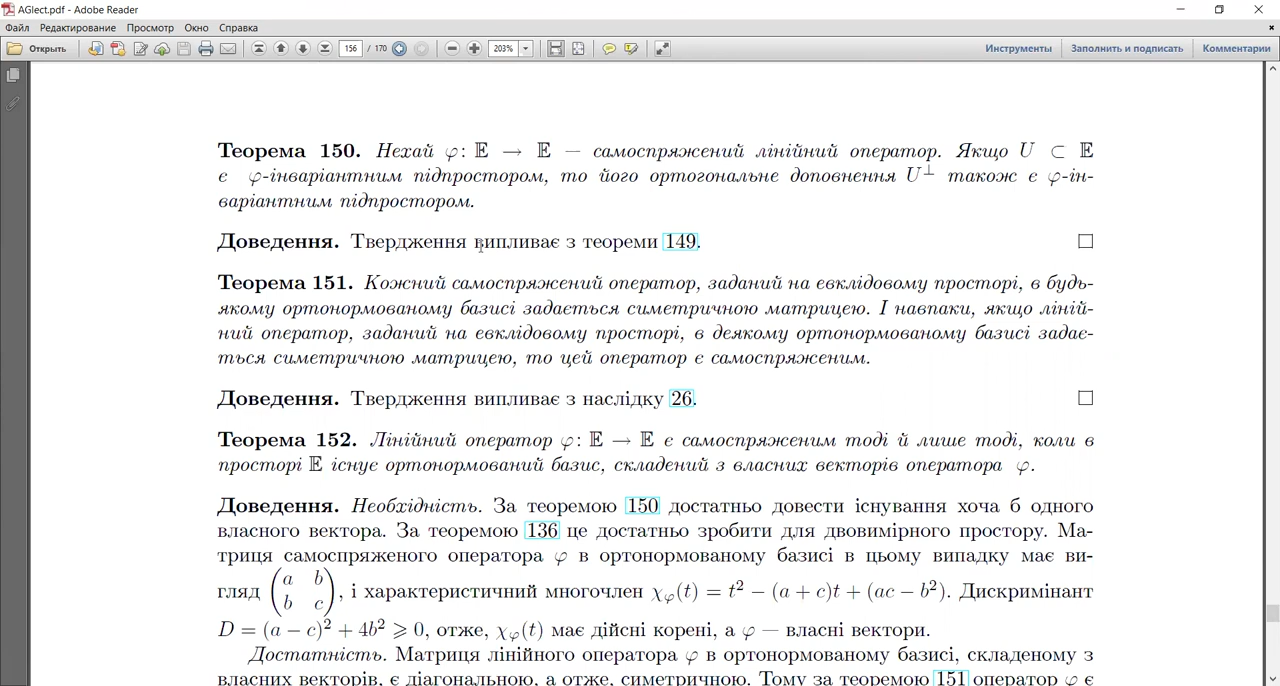 AGlect.pdf - Adobe Reader
Файл Редактирование Просмотр Окно Справка
Открыть 156 / 170 203% Инструменты Заполнить и подписать Комментарии
Теорема 150. Нехай φ: 𝔼 → 𝔼 — самоспряжений лінійний оператор. Якщо U ⊂ 𝔼
є φ-інваріантним підпростором, то його ортогональне доповнення U⊥ також є φ-ін-
варіантним підпростором.
Доведення. Твердження випливає з теореми 149. □
Теорема 151. Кожний самоспряжений оператор, заданий на евклідовому просторі, в будь-
якому ортонормованому базисі задається симетричною матрицею. І навпаки, якщо ліній-
ний оператор, заданий на евклідовому просторі, в деякому ортонормованому базисі задає-
ться симетричною матрицею, то цей оператор є самоспряженим.
Доведення. Твердження випливає з наслідку 26. □
Теорема 152. Лінійний оператор φ: 𝔼 → 𝔼 є самоспряженим тоді й лише тоді, коли в
просторі 𝔼 існує ортонормований базис, складений з власних векторів оператора φ.
Доведення. Необхідність. За теоремою 150 достатньо довести існування хоча б одного
власного вектора. За теоремою 136 це достатньо зробити для двовимірного простору. Ма-
триця самоспряженого оператора φ в ортонормованому базисі в цьому випадку має ви-
гляд (a b; b c), і характеристичний многочлен χφ(t) = t² − (a + c)t + (ac − b²). Дискримінант
D = (a − c)² + 4b² ⩾ 0, отже, χφ(t) має дійсні корені, а φ — власні вектори.
Достатність. Матриця лінійного оператора φ в ортонормованому базисі, складеному з
власних векторів, є діагональною, а отже, симетричною. Тому за теоремою 151 оператор φ є